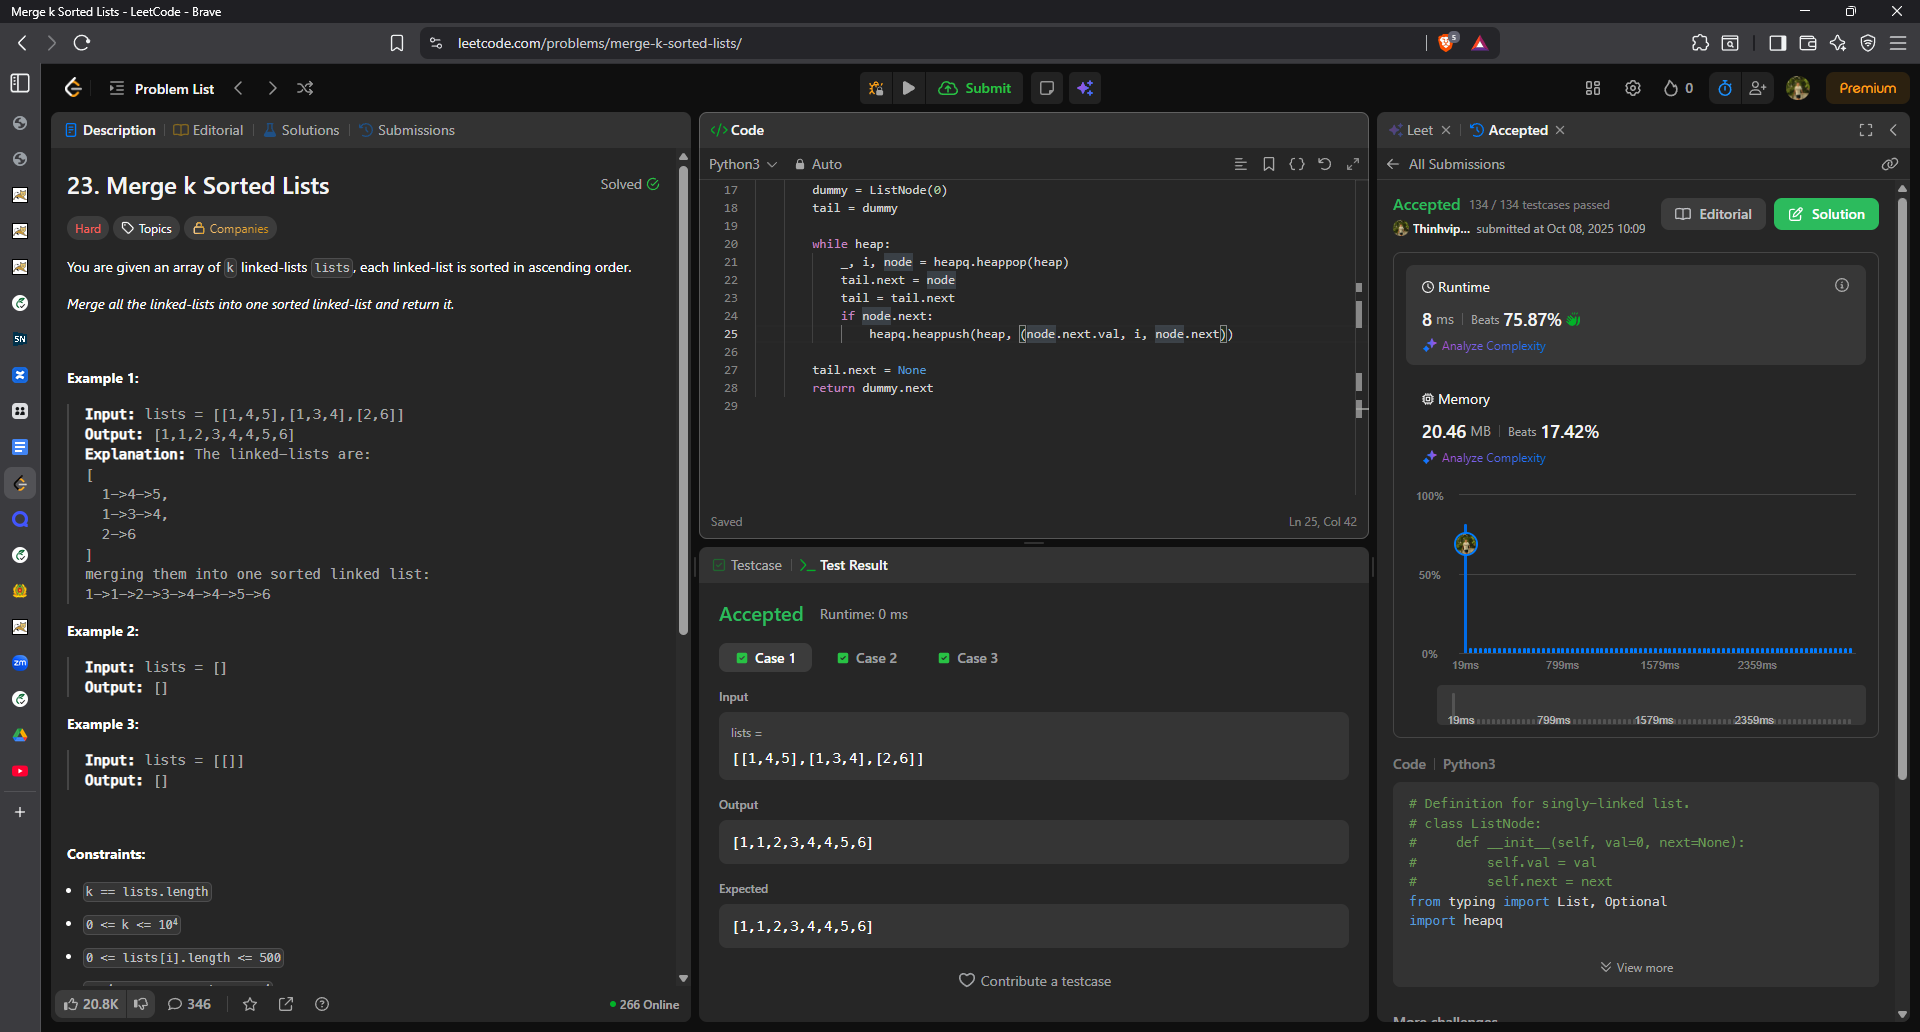 Merge k Sorted Lists - LeetCode - Brave
leetcode.com/problems/merge-k-sorted-lists/
5
Problem List
Submit
0
Premium
Description
Editorial
Solutions
Submissions
23. Merge k Sorted Lists
Solved
Hard
Topics
Companies
You are given an array of k linked-lists lists, each linked-list is sorted in ascending order.
Merge all the linked-lists into one sorted linked-list and return it.
Example 1:
Input: lists = [[1,4,5],[1,3,4],[2,6]]
Output: [1,1,2,3,4,4,5,6]
Explanation: The linked-lists are:
[
1->4->5,
1->3->4,
2->6
]
merging them into one sorted linked list:
1->1->2->3->4->4->5->6
Example 2:
Input: lists = []
Output: []
Example 3:
Input: lists = [[]]
Output: []
Constraints:
k == lists.length
0 <= k <= 10⁴
0 <= lists[i].length <= 500
20.8K
346
266 Online
SN
zm
</> Code
Python3
Auto
17 dummy = ListNode(0)
18 tail = dummy
19
20 while heap:
21 _, i, node = heapq.heappop(heap)
22 tail.next = node
23 tail = tail.next
24 if node.next:
25 heapq.heappush(heap, (node.next.val, i, node.next))
26
27 tail.next = None
28 return dummy.next
29
Saved
Ln 25, Col 42
Testcase
Test Result
Accepted
Runtime: 0 ms
Case 1
Case 2
Case 3
Input
lists =
[[1,4,5],[1,3,4],[2,6]]
Output
[1,1,2,3,4,4,5,6]
Expected
[1,1,2,3,4,4,5,6]
Contribute a testcase
Leet
Accepted
All Submissions
Accepted 134 / 134 testcases passed
Thinhvip... submitted at Oct 08, 2025 10:09
Editorial
Solution
Runtime
8 ms Beats 75.87%
Analyze Complexity
Memory
20.46 MB Beats 17.42%
Analyze Complexity
100%
50%
0%
19ms 799ms 1579ms 2359ms
19ms 799ms 1579ms 2359ms
Code Python3
# Definition for singly-linked list.
# class ListNode:
# def __init__(self, val=0, next=None):
# self.val = val
# self.next = next
from typing import List, Optional
import heapq
View more
More challenges